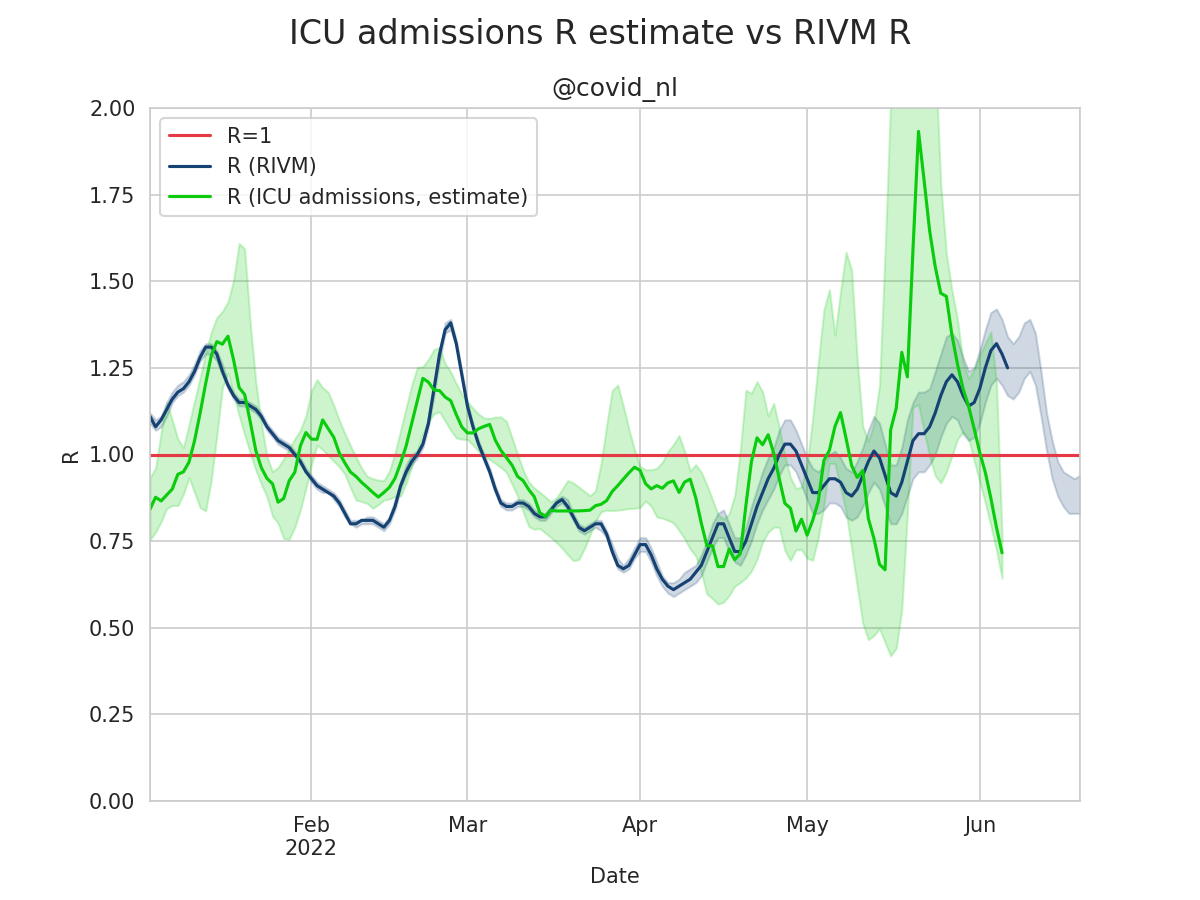 ICU admissions R estimate vs RIVM R
@covid_nl
R=1
R (RIVM)
R (ICU admissions, estimate)
2.00
1.75
1.50
1.25
1.00
0.75
0.50
0.25
0.00
R
Feb
2022
Mar
Apr
May
Jun
Date